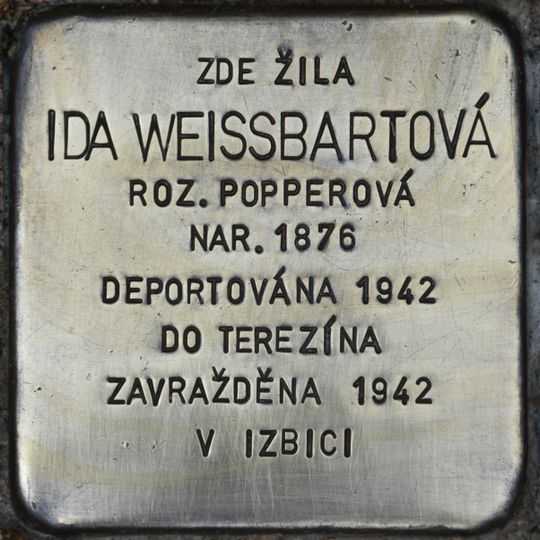 ZDE ŽILA
IDA WEISSBARTOVÁ
ROZ. POPPEROVÁ
NAR. 1876
DEPORTOVÁNA 1942
DO TEREZÍNA
ZAVRAŽDĚNA 1942
V IZBICI